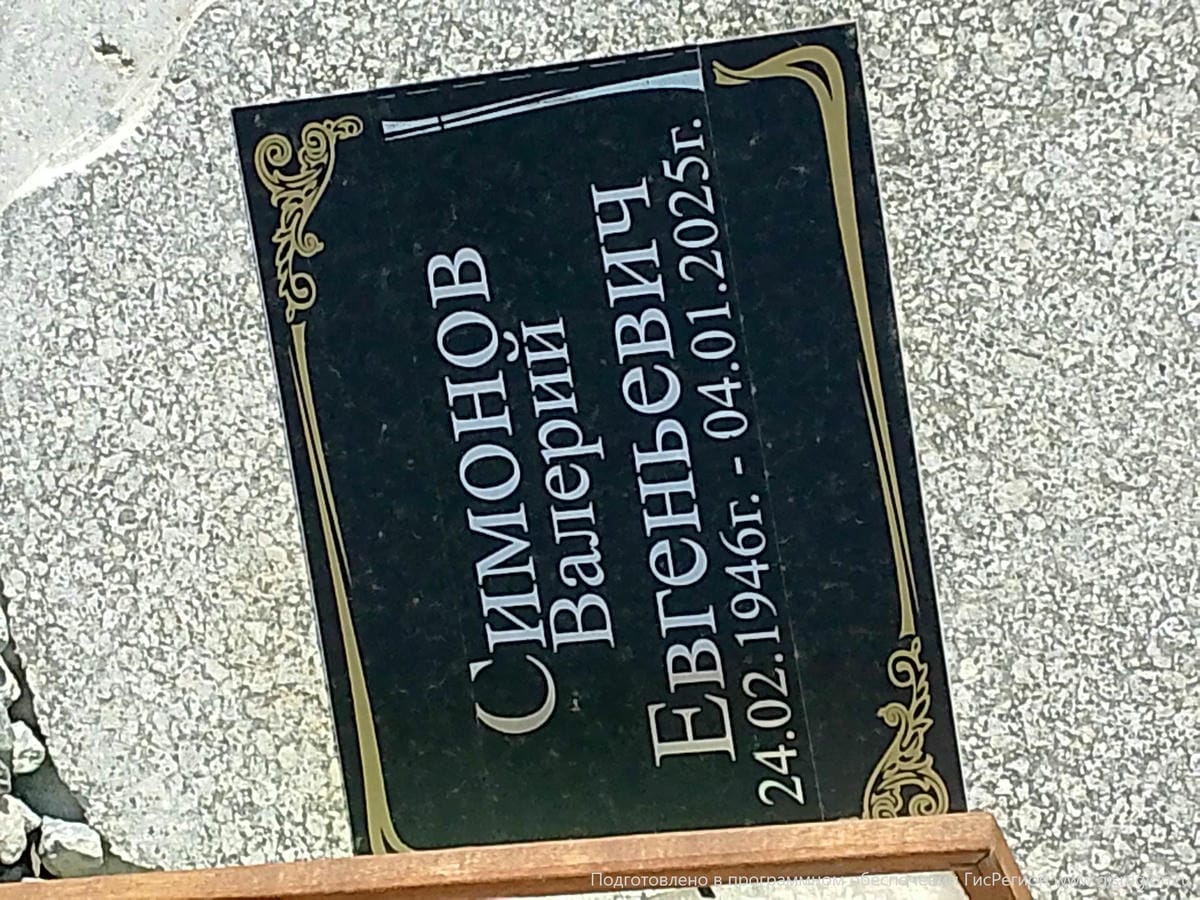 Симонов
Валерий
Евгеньевич
24.02.1946г. - 04.01.2025г.
Подготовлено в программном обеспечении ГисРегион